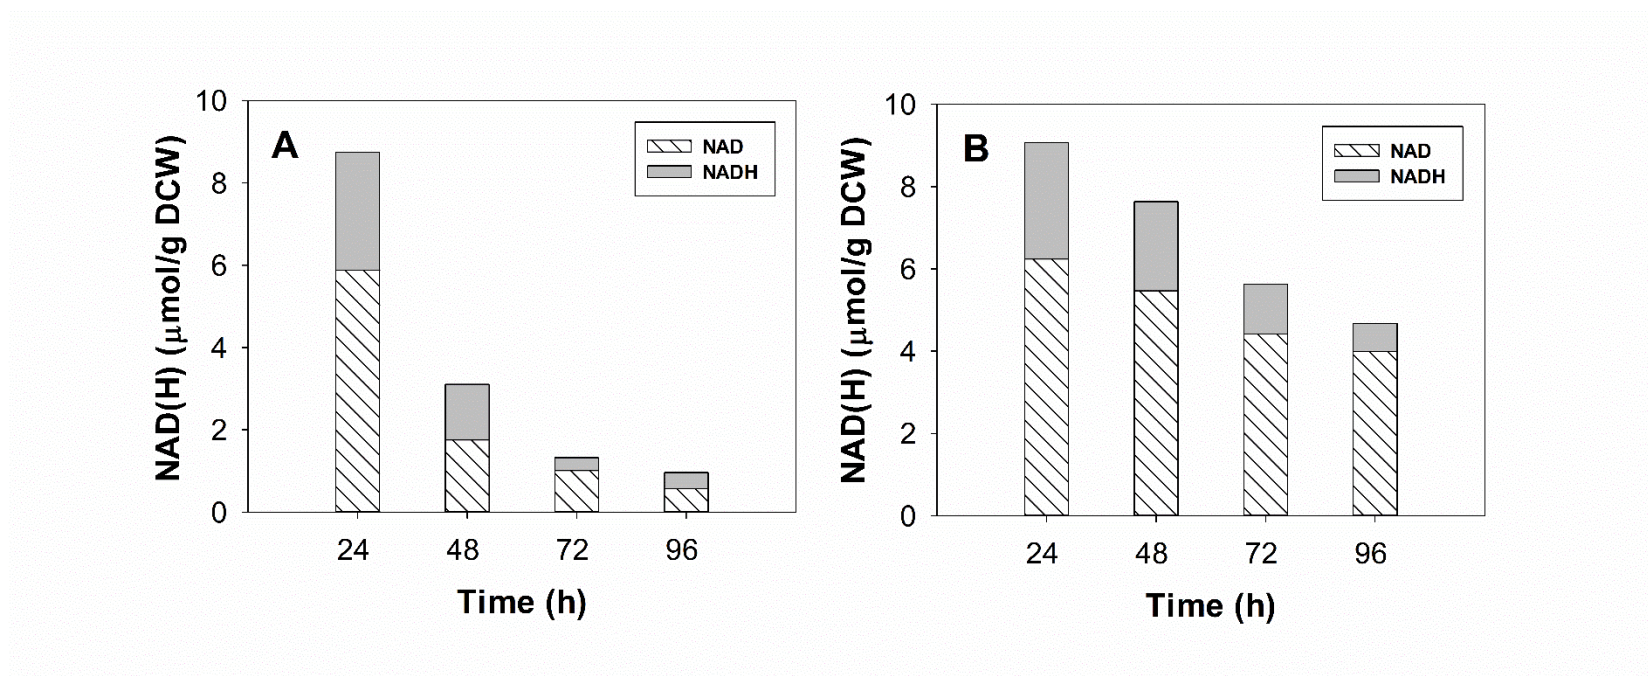 A
NAD
NADH
NAD(H) (μmol/g DCW)
10
8
6
4
2
0
24 48 72 96
Time (h)
B
NAD
NADH
NAD(H) (μmol/g DCW)
10
8
6
4
2
0
24 48 72 96
Time (h)